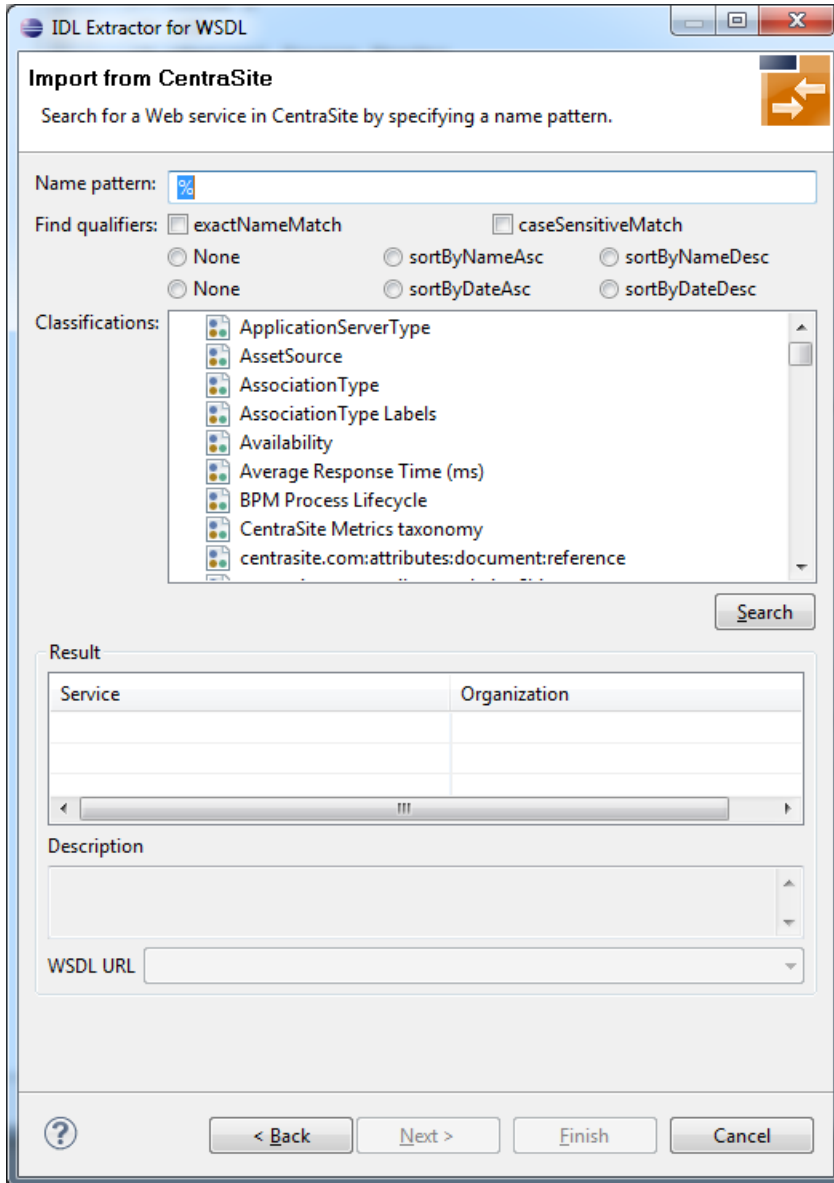 IDL Extractor for WSDL
Import from CentraSite
Search for a Web service in CentraSite by specifying a name pattern.
Name pattern: %
Find qualifiers: exactNameMatch caseSensitiveMatch
None sortByNameAsc sortByNameDesc
None sortByDateAsc sortByDateDesc
Classifications: ApplicationServerType
AssetSource
AssociationType
AssociationType Labels
Availability
Average Response Time (ms)
BPM Process Lifecycle
CentraSite Metrics taxonomy
centrasite.com:attributes:document:reference
Search
Result
Service Organization
Description
WSDL URL
? < Back Next > Finish Cancel